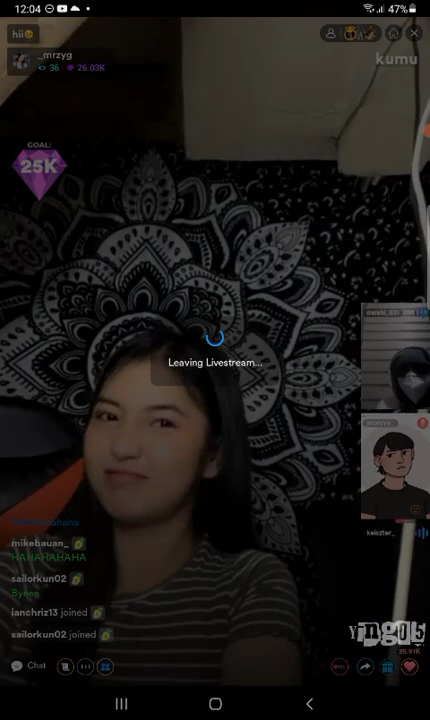 12:04
47%
hii
_mrzyg
36
26.03K
kumu
GOAL:
25K
Leaving Livestream...
mikebauan_
HAHAHAHAHA
sailorkun02
Byeee
ianchriz13 joined
sailorkun02 joined
keiszter_
Yng05
Chat